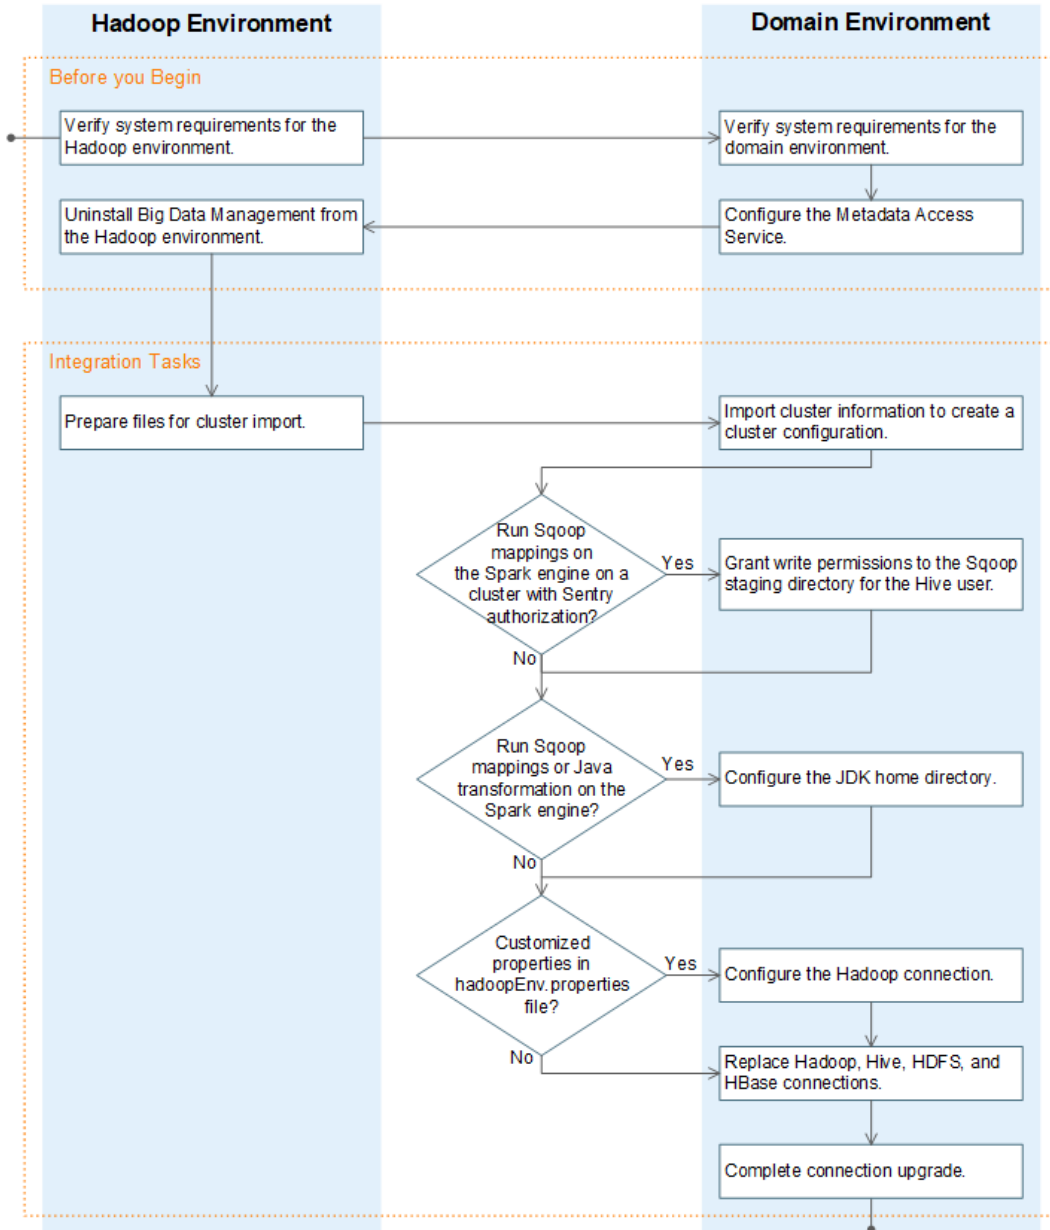 Hadoop Environment
Domain Environment
Before you Begin
Verify system requirements for the
Hadoop environment.
Verify system requirements for the
domain environment.
Uninstall Big Data Management from
the Hadoop environment.
Configure the Metadata Access
Service.
Integration Tasks
Prepare files for cluster import.
Import cluster information to create a
cluster configuration.
Run Sqoop
mappings on
the Spark engine on a
cluster with Sentry
authorization?
Yes
Grant write permissions to the Sqoop
staging directory for the Hive user.
No
Run Sqoop
mappings or Java
transformation on the
Spark engine?
Yes
Configure the JDK home directory.
No
Customized
properties in
hadoopEnv.properties
file?
Yes
Configure the Hadoop connection.
No
Replace Hadoop, Hive, HDFS, and
HBase connections.
Complete connection upgrade.